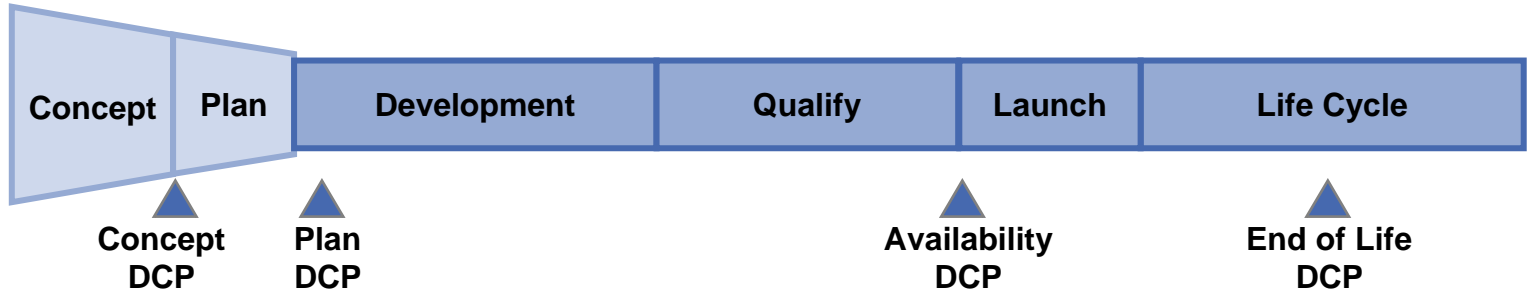 Concept
Plan
Development
Qualify
Launch
Life Cycle
Concept
DCP
Plan
DCP
Availability
DCP
End of Life
DCP